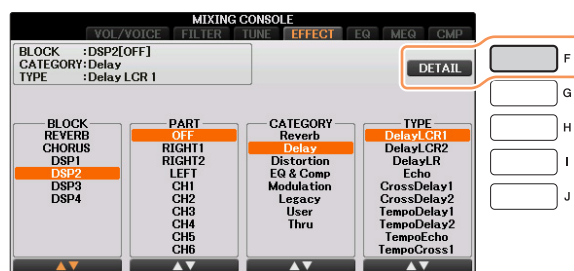 MIXING CONSOLE
VOL/VOICE FILTER TUNE EFFECT EQ MEQ CMP
BLOCK :DSP2[OFF]
CATEGORY:Delay
TYPE :Delay LCR 1
DETAIL
F
G
H
I
J
BLOCK
REVERB
CHORUS
DSP1
DSP2
DSP3
DSP4
PART
OFF
RIGHT1
RIGHT2
LEFT
CH1
CH2
CH3
CH4
CH5
CH6
CATEGORY
Reverb
Delay
Distortion
EQ & Comp
Modulation
Legacy
User
Thru
TYPE
DelayLCR1
DelayLCR2
DelayLR
Echo
CrossDelay1
CrossDelay2
TempoDelay1
TempoDelay2
TempoEcho
TempoCross1